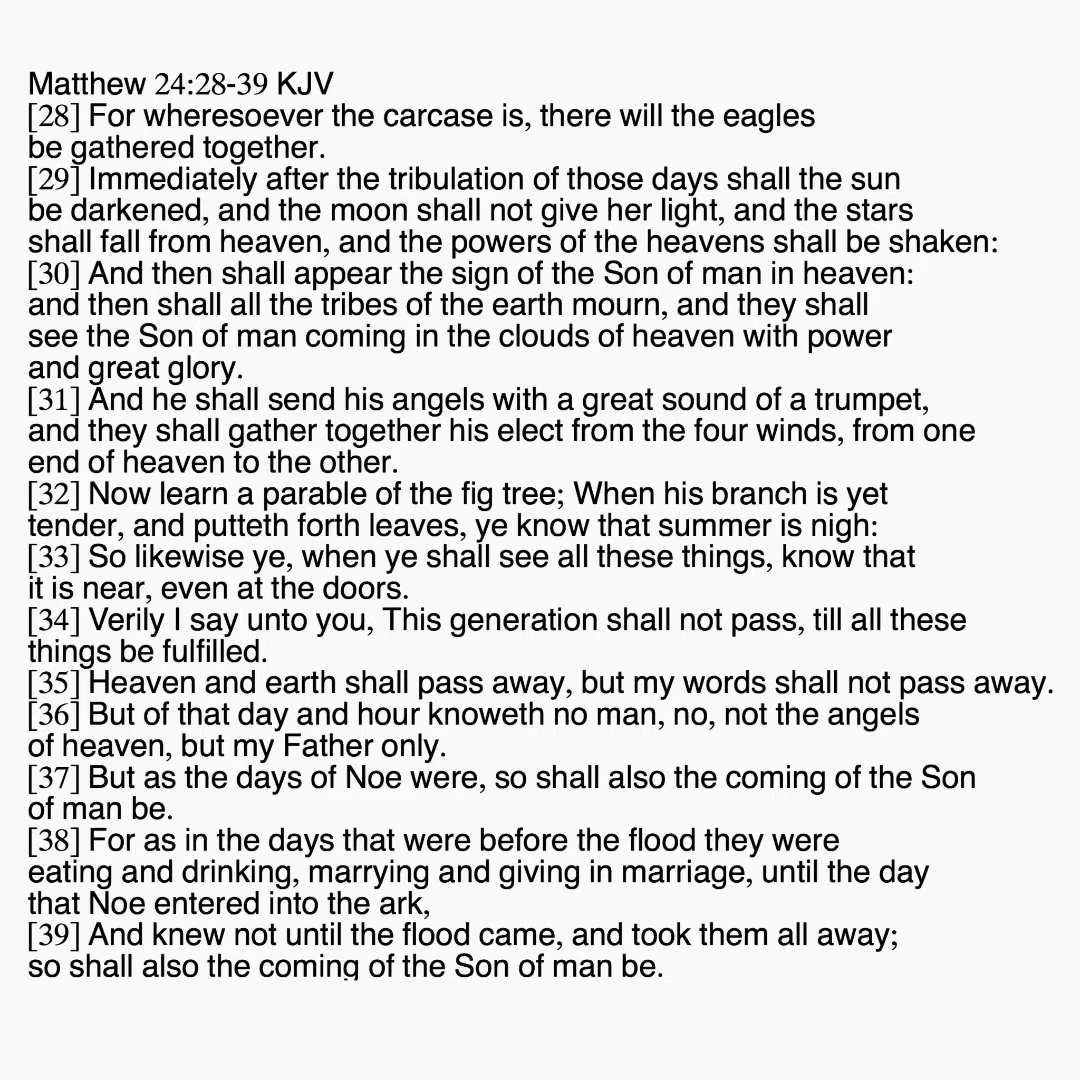 Matthew 24:28-39 KJV
[28] For wheresoever the carcase is, there will the eagles
be gathered together.
[29] Immediately after the tribulation of those days shall the sun
be darkened, and the moon shall not give her light, and the stars
shall fall from heaven, and the powers of the heavens shall be shaken:
[30] And then shall appear the sign of the Son of man in heaven:
and then shall all the tribes of the earth mourn, and they shall
see the Son of man coming in the clouds of heaven with power
and great glory.
[31] And he shall send his angels with a great sound of a trumpet,
and they shall gather together his elect from the four winds, from one
end of heaven to the other.
[32] Now learn a parable of the fig tree; When his branch is yet
tender, and putteth forth leaves, ye know that summer is nigh:
[33] So likewise ye, when ye shall see all these things, know that
it is near, even at the doors.
[34] Verily I say unto you, This generation shall not pass, till all these
things be fulfilled.
[35] Heaven and earth shall pass away, but my words shall not pass away.
[36] But of that day and hour knoweth no man, no, not the angels
of heaven, but my Father only.
[37] But as the days of Noe were, so shall also the coming of the Son
of man be.
[38] For as in the days that were before the flood they were
eating and drinking, marrying and giving in marriage, until the day
that Noe entered into the ark,
[39] And knew not until the flood came, and took them all away;
so shall also the coming of the Son of man be.